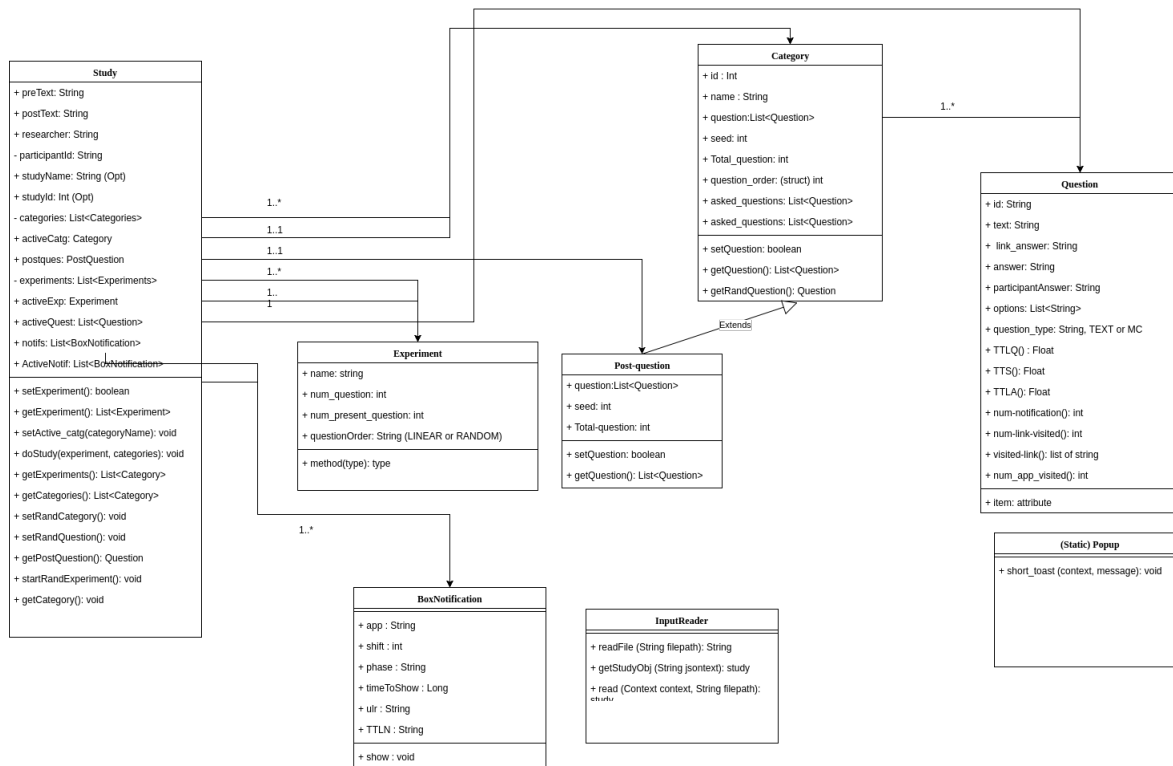 Study
+ preText: String
+ postText: String
+ researcher: String
- participantId: String
+ studyName: String (Opt)
+ studyId: Int (Opt)
- categories: List<Categories>
+ activeCatg: Category
+ postques: PostQuestion
- experiments: List<Experiments>
+ activeExp: Experiment
+ activeQuest: List<Question>
+ notifs: List<BoxNotification>
+ ActiveNotif: List<BoxNotification>
+ setExperiment(): boolean
+ getExperiment(): List<Experiment>
+ setActive_catg(categoryName): void
+ doStudy(experiment, categories): void
+ getExperiments(): List<Category>
+ getCategories(): List<Category>
+ setRandCategory(): void
+ setRandQuestion(): void
+ getPostQuestion(): Question
+ startRandExperiment(): void
+ getCategory(): void
1..*
1..1
1..1
1..*
1..
1
1..*
Experiment
+ name: string
+ num_question: int
+ num_present_question: int
+ questionOrder: String (LINEAR or RANDOM)
+ method(type): type
BoxNotification
+ app : String
+ shift : int
+ phase : String
+ timeToShow : Long
+ ulr : String
+ TTLN : String
+ show : void
Category
+ id : Int
+ name : String
+ question:List<Question>
+ seed: int
+ Total_question: int
+ question_order: (struct) int
+ asked_questions: List<Question>
+ asked_questions: List<Question>
+ setQuestion: boolean
+ getQuestion(): List<Question>
+ getRandQuestion(): Question
Extends
Post-question
+ question:List<Question>
+ seed: int
+ Total-question: int
+ setQuestion: boolean
+ getQuestion(): List<Question>
InputReader
+ readFile (String filepath): String
+ getStudyObj (String jsontext): study
+ read (Context context, String filepath):
study
1..*
Question
+ id: String
+ text: String
+ link_answer: String
+ answer: String
+ participantAnswer: String
+ options: List<String>
+ question_type: String, TEXT or MC
+ TTLQ() : Float
+ TTS(): Float
+ TTLA(): Float
+ num-notification(): int
+ num-link-visited(): int
+ visited-link(): list of string
+ num_app_visited(): int
+ item: attribute
(Static) Popup
+ short_toast (context, message): void